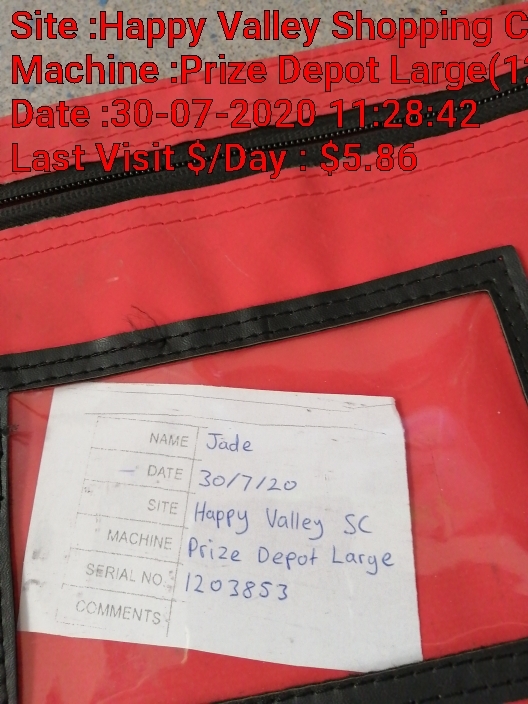 Site :Happy Valley Shopping C
Machine :Prize Depot Large(12
Date :30-07-2020 11:28:42
Last Visit $/Day : $5.86
NAME Jade
DATE 30/7/20
SITE Happy Valley SC
MACHINE Prize Depot Large
SERIAL NO. 1203853
COMMENTS